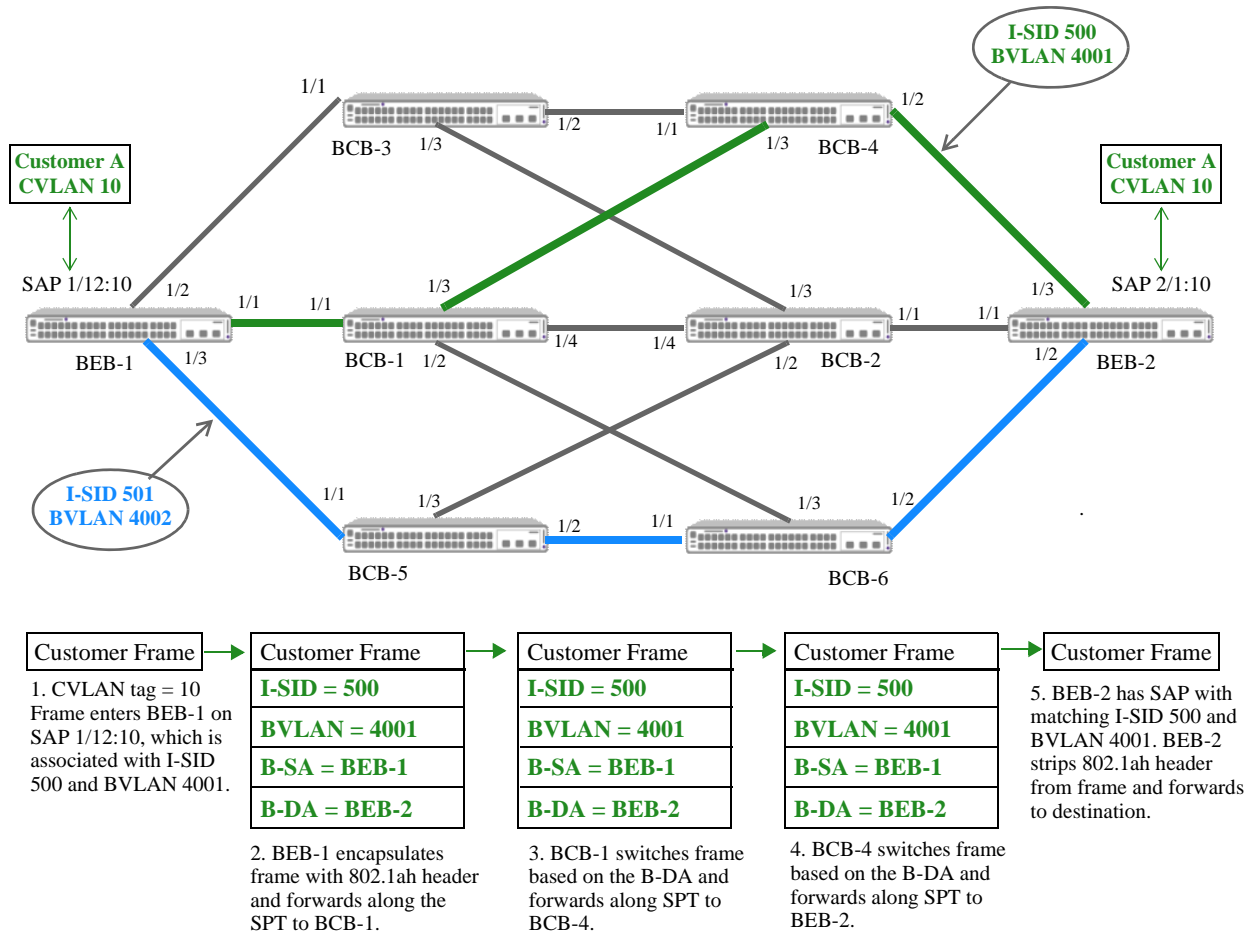 I-SID 500
BVLAN 4001
1/1
1/2
1/2
1/1
1/3
1/3
BCB-3
BCB-4
Customer A
CVLAN 10
Customer A
CVLAN 10
SAP 1/12:10
SAP 2/1:10
1/2
1/3
1/3
1/3
1/1
1/1
1/1
1/1
1/3
1/4
1/4
1/2
BEB-1
BCB-1
1/2
1/2
BCB-2
BEB-2
I-SID 501
BVLAN 4002
1/1
1/3
1/2
1/1
1/3
1/2
.
BCB-5
BCB-6
Customer Frame
Customer Frame
Customer Frame
Customer Frame
Customer Frame
1. CVLAN tag = 10
Frame enters BEB-1 on
SAP 1/12:10, which is
associated with I-SID
500 and BVLAN 4001.
I-SID = 500
BVLAN = 4001
B-SA = BEB-1
B-DA = BEB-2
2. BEB-1 encapsulates
frame with 802.1ah header
and forwards along the
SPT to BCB-1.
I-SID = 500
BVLAN = 4001
B-SA = BEB-1
B-DA = BEB-2
3. BCB-1 switches frame
based on the B-DA and
forwards along SPT to
BCB-4.
I-SID = 500
BVLAN = 4001
B-SA = BEB-1
B-DA = BEB-2
4. BCB-4 switches frame
based on the B-DA and
forwards along SPT to
BEB-2.
5. BEB-2 has SAP with
matching I-SID 500 and
BVLAN 4001. BEB-2
strips 802.1ah header
from frame and forwards
to destination.